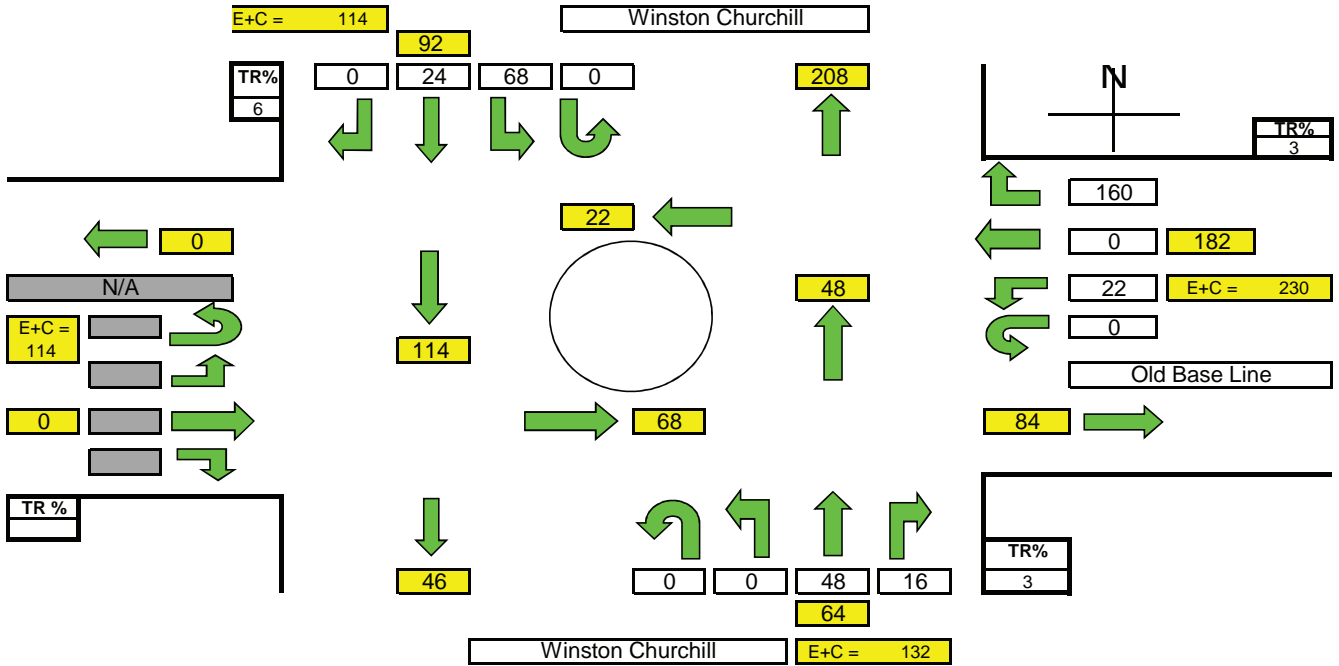 E+C = 114
Winston Churchill
92
TR%
6
0 24 68 0
208
N
TR%
3
160
22
0
0 182
N/A
22 E+C = 230
48
E+C =
114
0
114
Old Base Line
0
68
84
TR %
46
0 0 48 16
TR%
3
64
Winston Churchill
E+C = 132